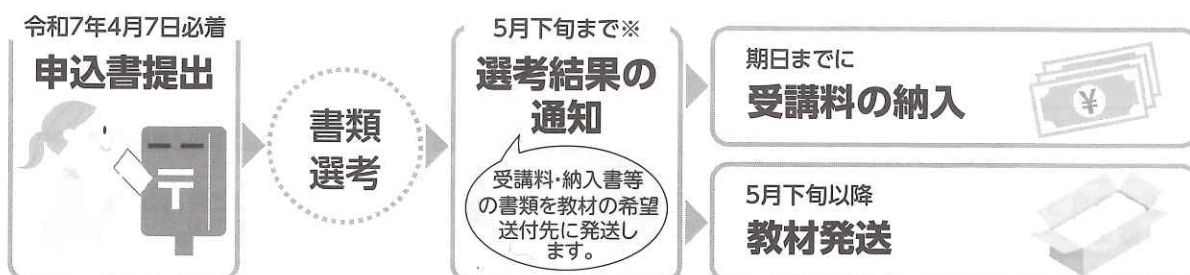 令和7年4月7日必着
申込書提出
書類
選考
5月下旬まで※
選考結果の
通知
受講料・納入書等
の書類を教材の希望
送付先に発送し
ます。
期日までに
受講料の納入
¥
5月下旬以降
教材発送